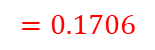 = 0.1706